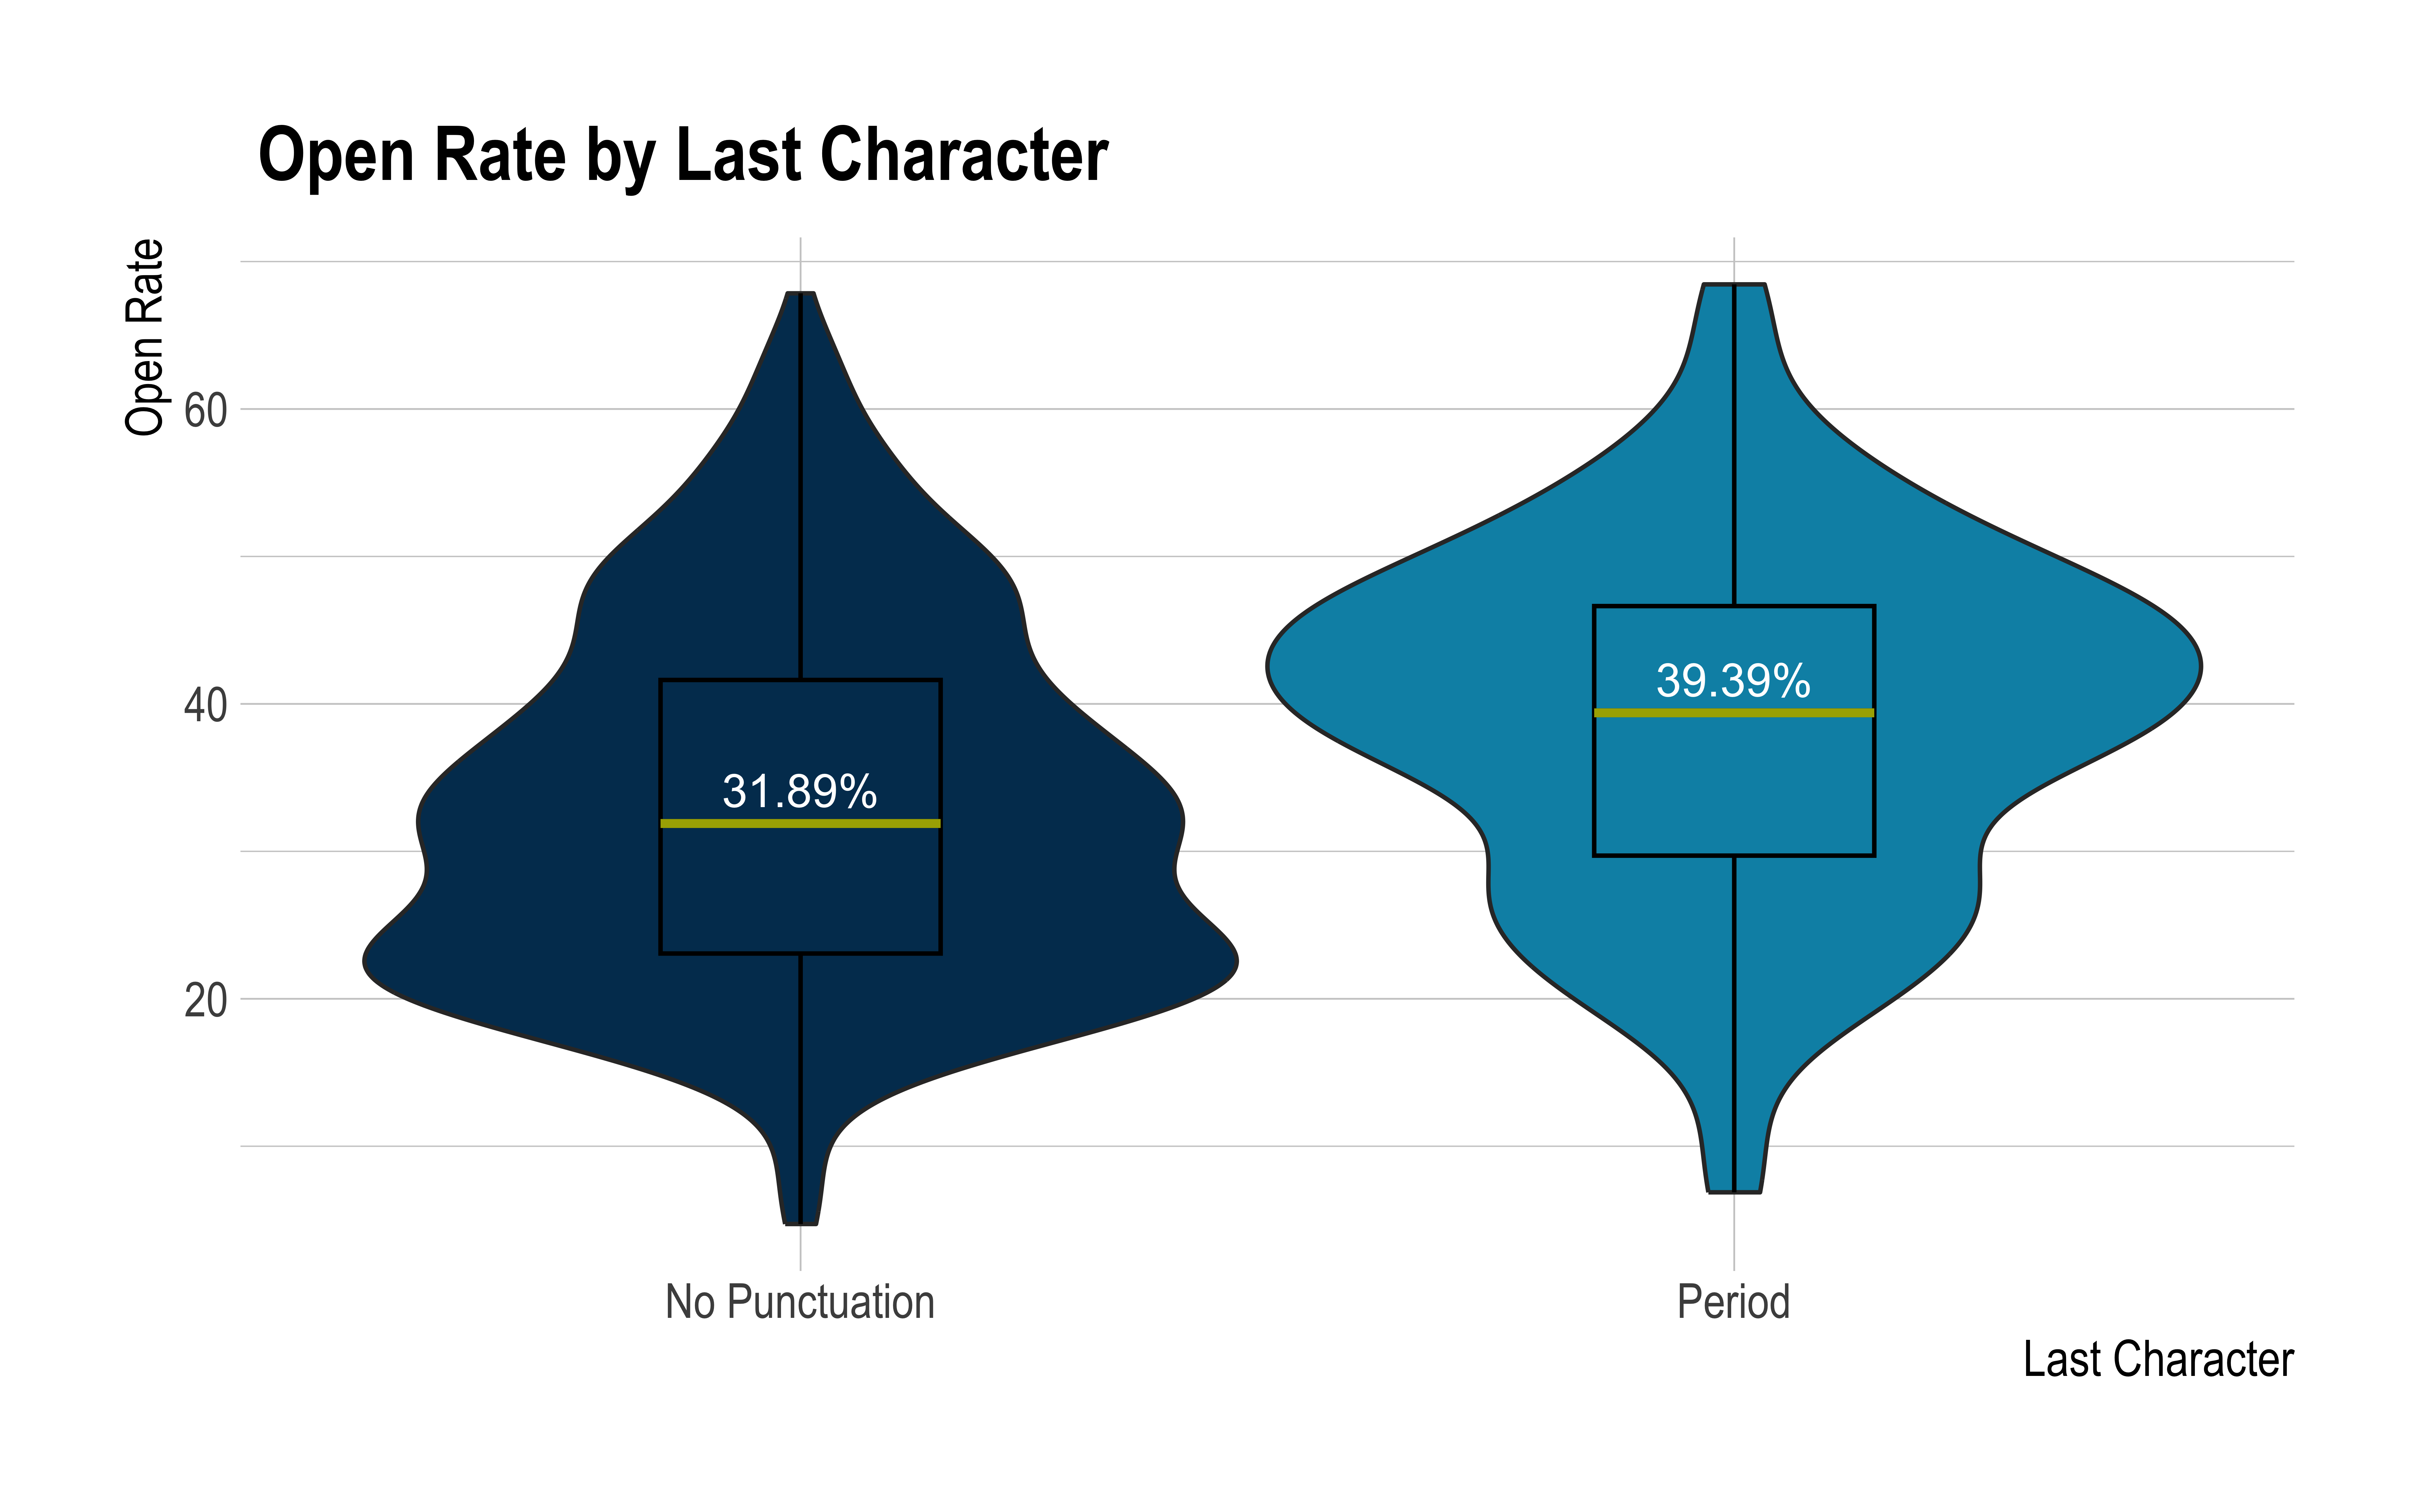 Open Rate by Last Character
Open Rate
60
40
20
31.89%
39.39%
No Punctuation
Period
Last Character